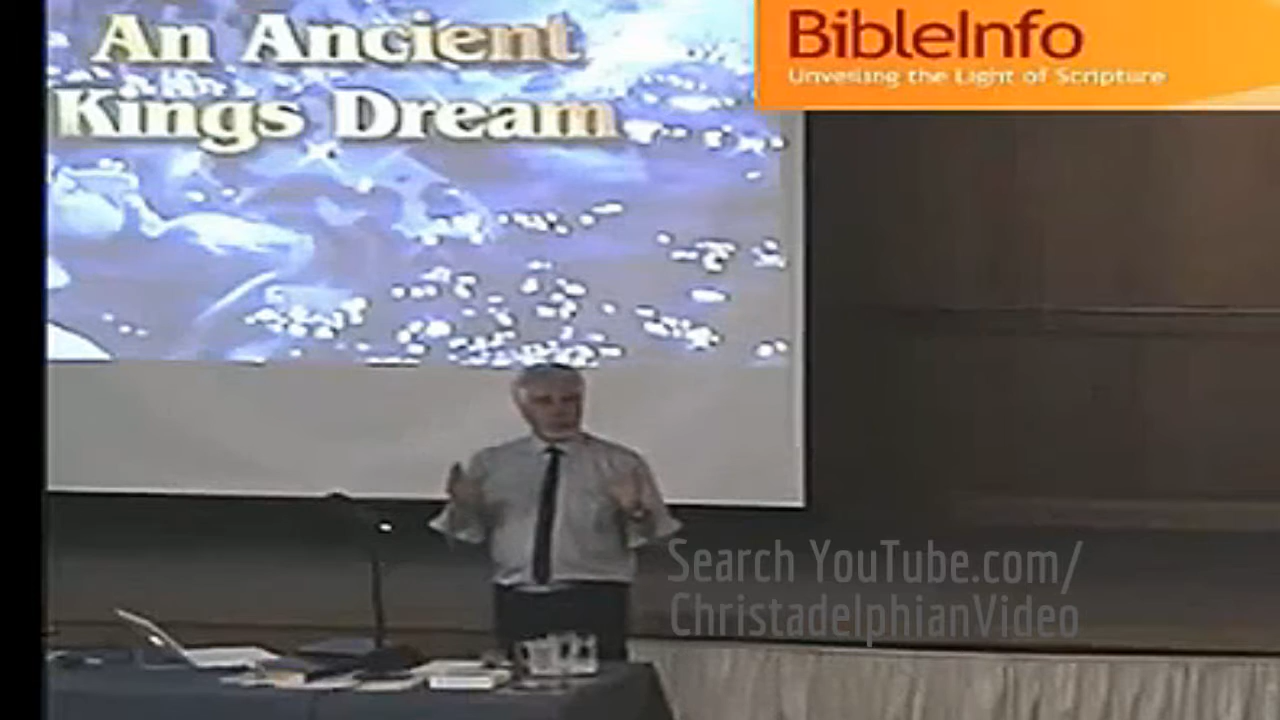 An Ancient
Kings Dream
BibleInfo
Unveiling the Light of Scripture
Search YouTube.com/
ChristadelphianVideo